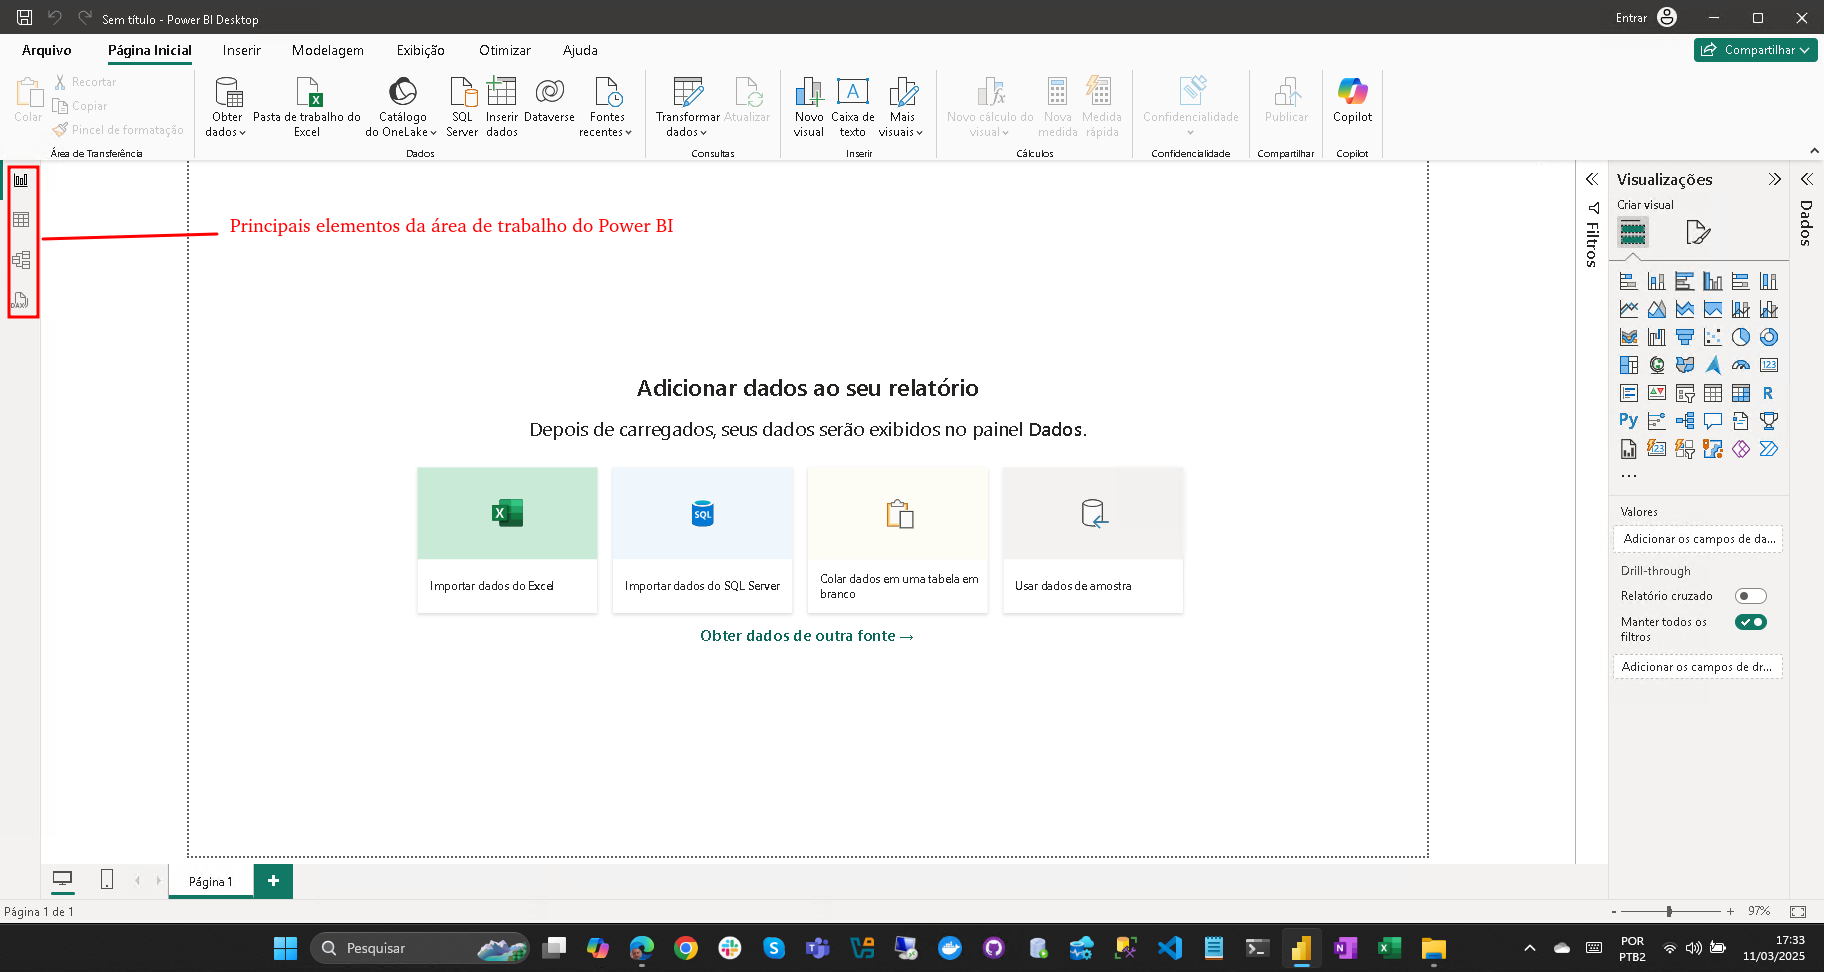 Sem título - Power BI Desktop
Entrar
Arquivo
Página Inicial
Inserir
Modelagem
Exibição
Otimizar
Ajuda
Compartilhar
Colar
Recortar
Copiar
Pincel de formatação
Área de Transferência
Obter
dados
Pasta de trabalho do
Excel
Catálogo
do OneLake
SQL
Server
Inserir
dados
Dataverse
Fontes
recentes
Dados
Transformar
dados
Atualizar
Consultas
Novo
visual
Caixa de
texto
Mais
visuais
Inserir
Novo cálculo do
visual
Nova
medida
Medida
rápida
Cálculos
Confidencialidade
Confidencialidade
Publicar
Compartilhar
Copilot
Copilot
DAX
Principais elementos da área de trabalho do Power BI
Adicionar dados ao seu relatório
Depois de carregados, seus dados serão exibidos no painel Dados.
SQL
Importar dados do Excel
Importar dados do SQL Server
Colar dados em uma tabela em
branco
Usar dados de amostra
Obter dados de outra fonte →
Filtros
Visualizações
Criar visual
123
R
Py
123
...
Valores
Adicionar os campos de da...
Drill-through
Relatório cruzado
Manter todos os
filtros
Adicionar os campos de dr...
Dados
Página 1
Página 1 de 1
- + 97%
Pesquisar
POR
PTB2
17:33
11/03/2025